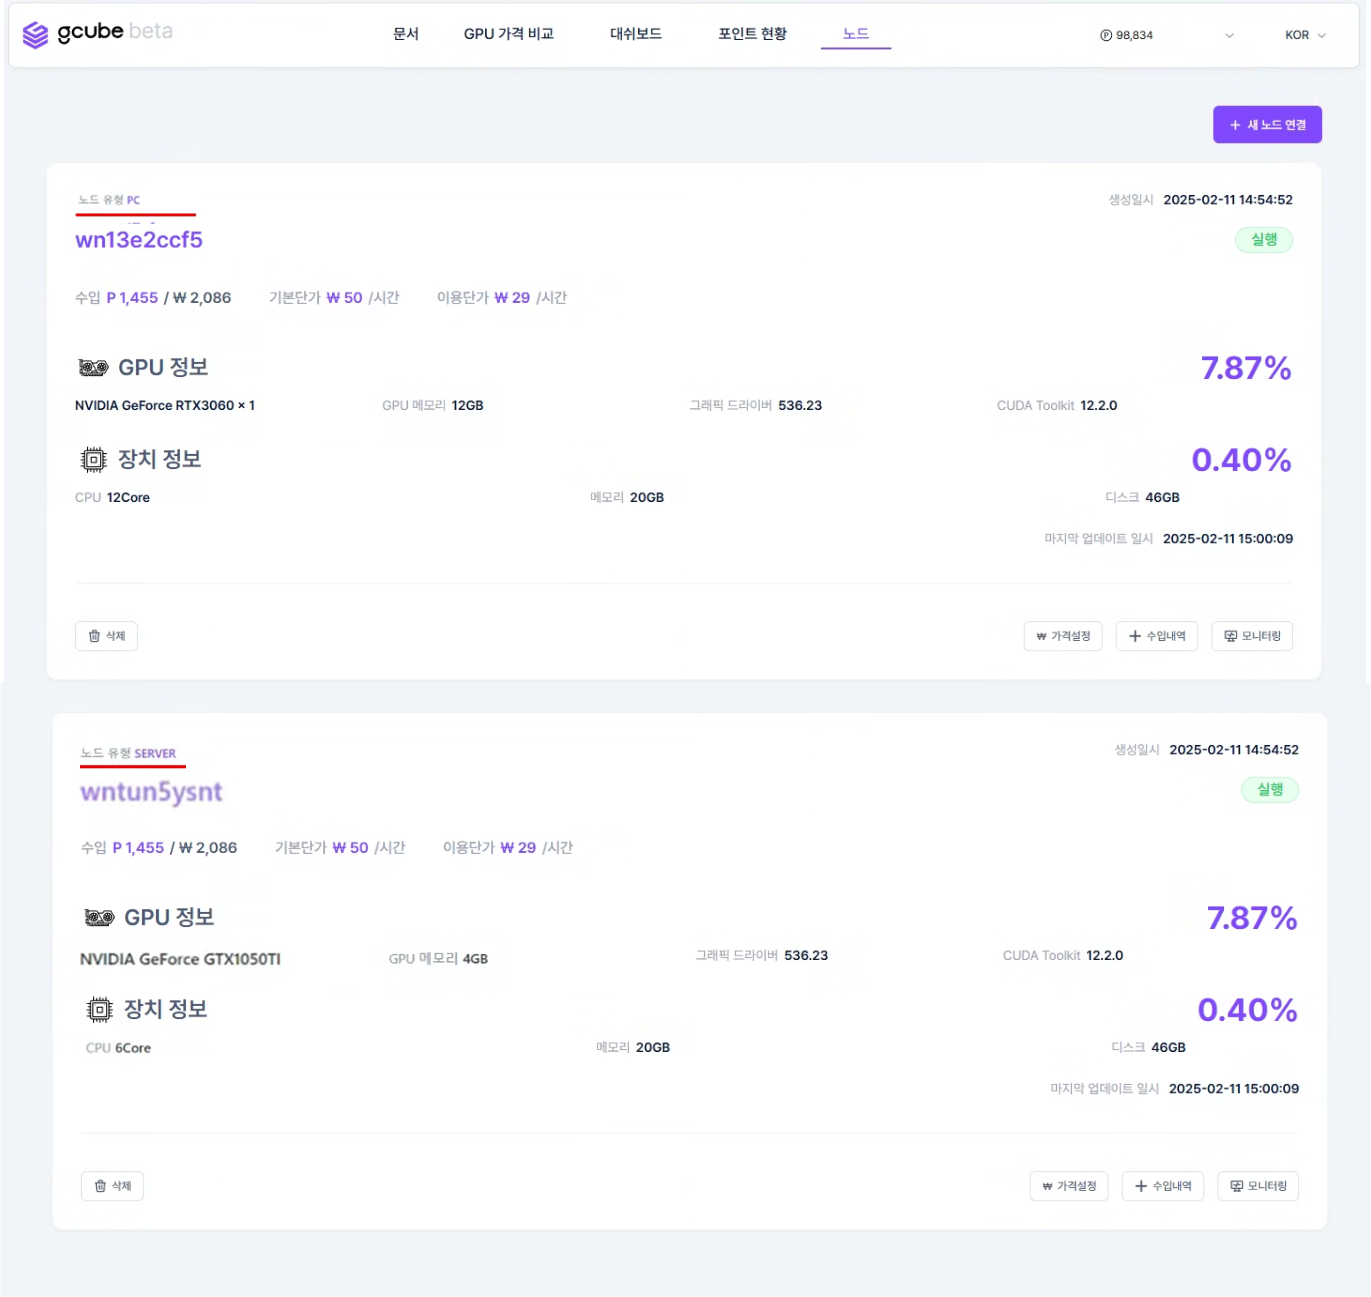 gcube beta
문서 GPU 가격 비교 대쉬보드 포인트 현황 노드 Ⓟ 98,834 KOR
+ 새 노드 연결
노드 유형 PC 생성일시 2025-02-11 14:54:52
wn13e2ccf5 실행
수입 P 1,455 / ₩ 2,086 기본단가 ₩ 50 /시간 이용단가 ₩ 29 /시간
GPU 정보 7.87%
NVIDIA GeForce RTX3060 × 1 GPU 메모리 12GB 그래픽 드라이버 536.23 CUDA Toolkit 12.2.0
장치 정보 0.40%
CPU 12Core 메모리 20GB 디스크 46GB
마지막 업데이트 일시 2025-02-11 15:00:09
삭제 ₩ 가격설정 + 수입내역 모니터링
노드 유형 SERVER 생성일시 2025-02-11 14:54:52
wntun5ysnt 실행
수입 P 1,455 / ₩ 2,086 기본단가 ₩ 50 /시간 이용단가 ₩ 29 /시간
GPU 정보 7.87%
NVIDIA GeForce GTX1050TI GPU 메모리 4GB 그래픽 드라이버 536.23 CUDA Toolkit 12.2.0
장치 정보 0.40%
CPU 6Core 메모리 20GB 디스크 46GB
마지막 업데이트 일시 2025-02-11 15:00:09
삭제 ₩ 가격설정 + 수입내역 모니터링